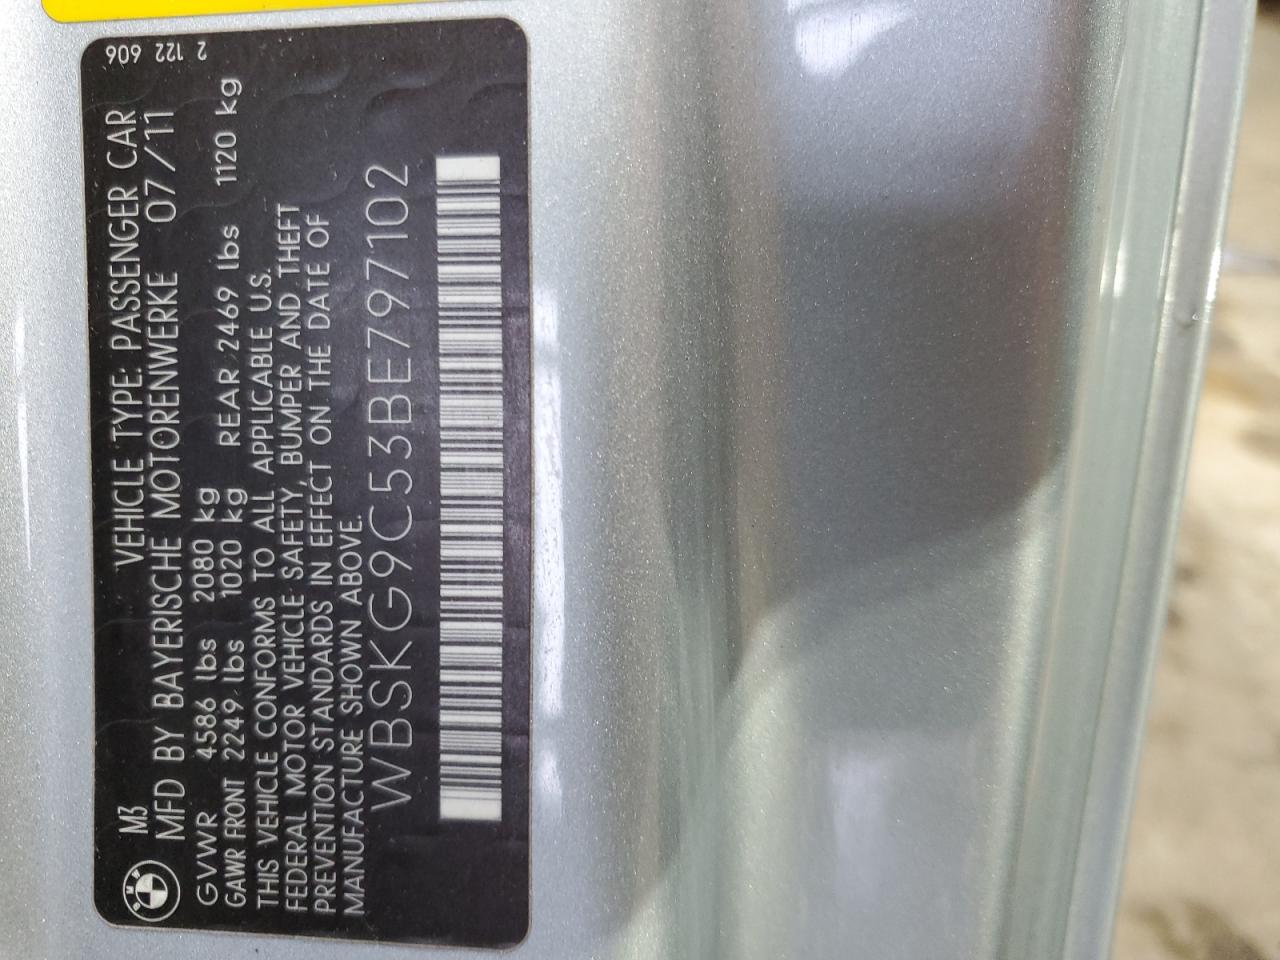 M3 VEHICLE TYPE: PASSENGER CAR
MFD BY BAYERISCHE MOTORENWERKE 07/11
GVWR 4586 lbs 2080 kg
GAWR FRONT 2249 lbs 1020 kg REAR 2469 lbs 1120 kg
THIS VEHICLE CONFORMS TO ALL APPLICABLE U.S.
FEDERAL MOTOR VEHICLE SAFETY, BUMPER AND THEFT
PREVENTION STANDARDS IN EFFECT ON THE DATE OF
MANUFACTURE SHOWN ABOVE.
WBSKG9C53BE797102
BMW
606
2 122